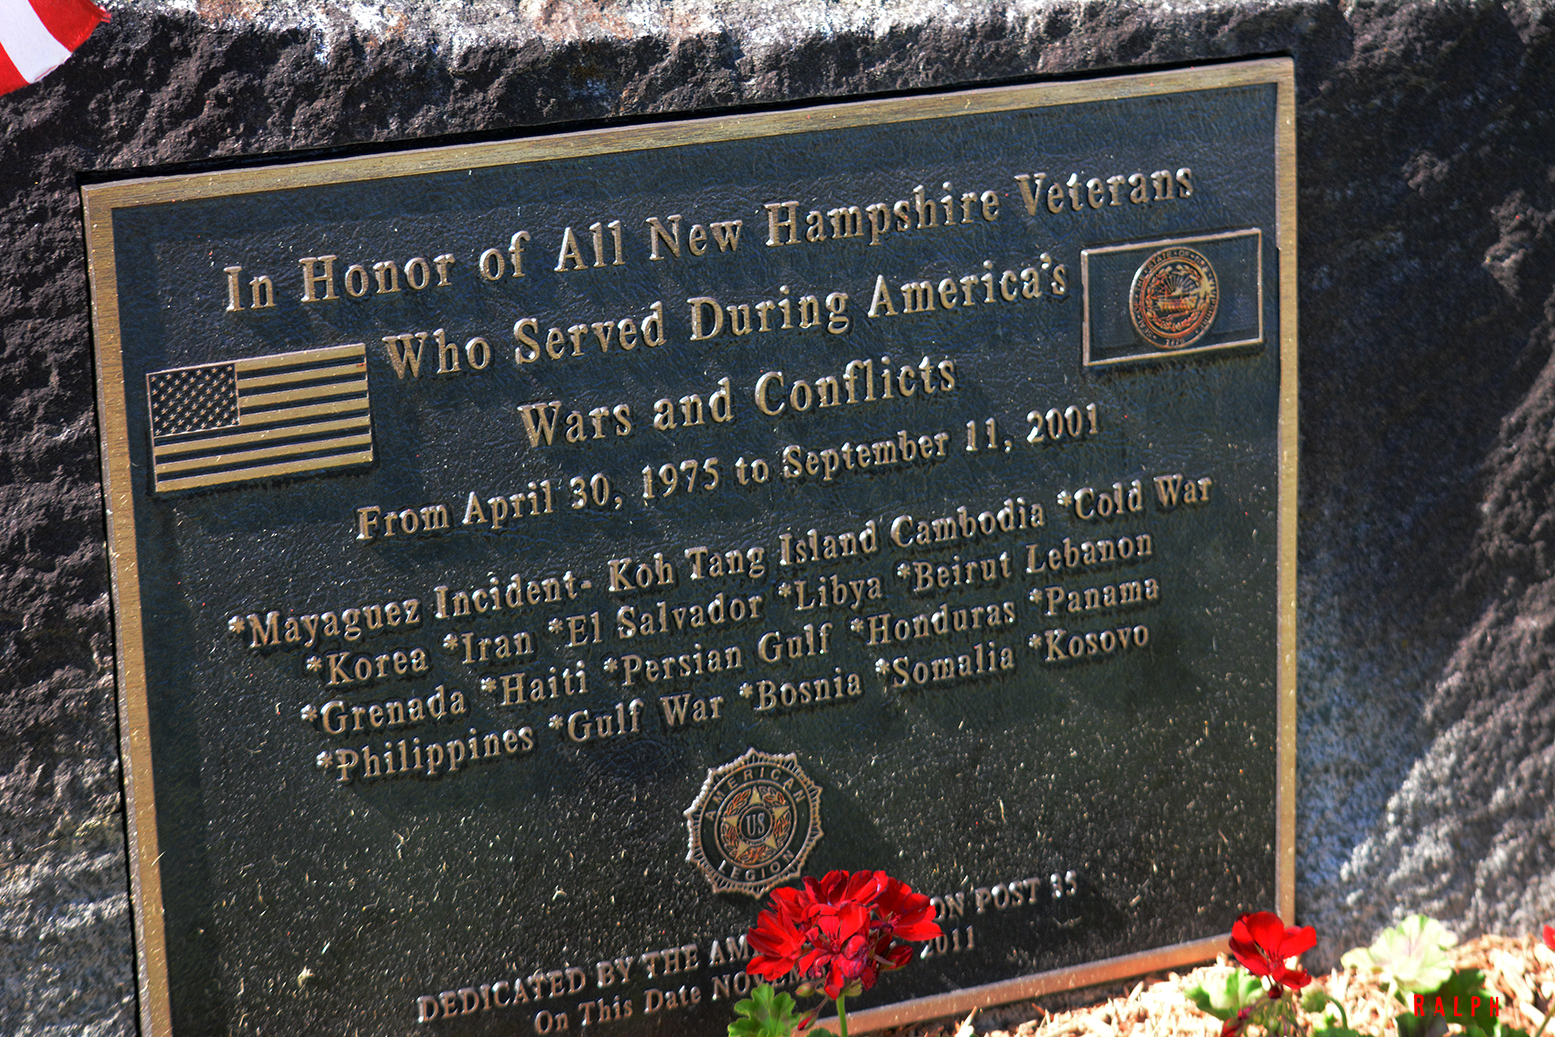 In Honor of All New Hampshire Veterans
Who Served During America's
Wars and Conflicts
From April 30, 1975 to September 11, 2001
*Mayaguez Incident- Koh Tang Island Cambodia *Cold War
*Korea *Iran *El Salvador *Libya *Beirut Lebanon
*Grenada *Haiti *Persian Gulf *Honduras *Panama
*Philippines *Gulf War *Bosnia *Somalia *Kosovo
AMERICAN
US
LEGION
DEDICATED BY THE AM ON POST 35
On This Date NOVEMB 2011
RALPH